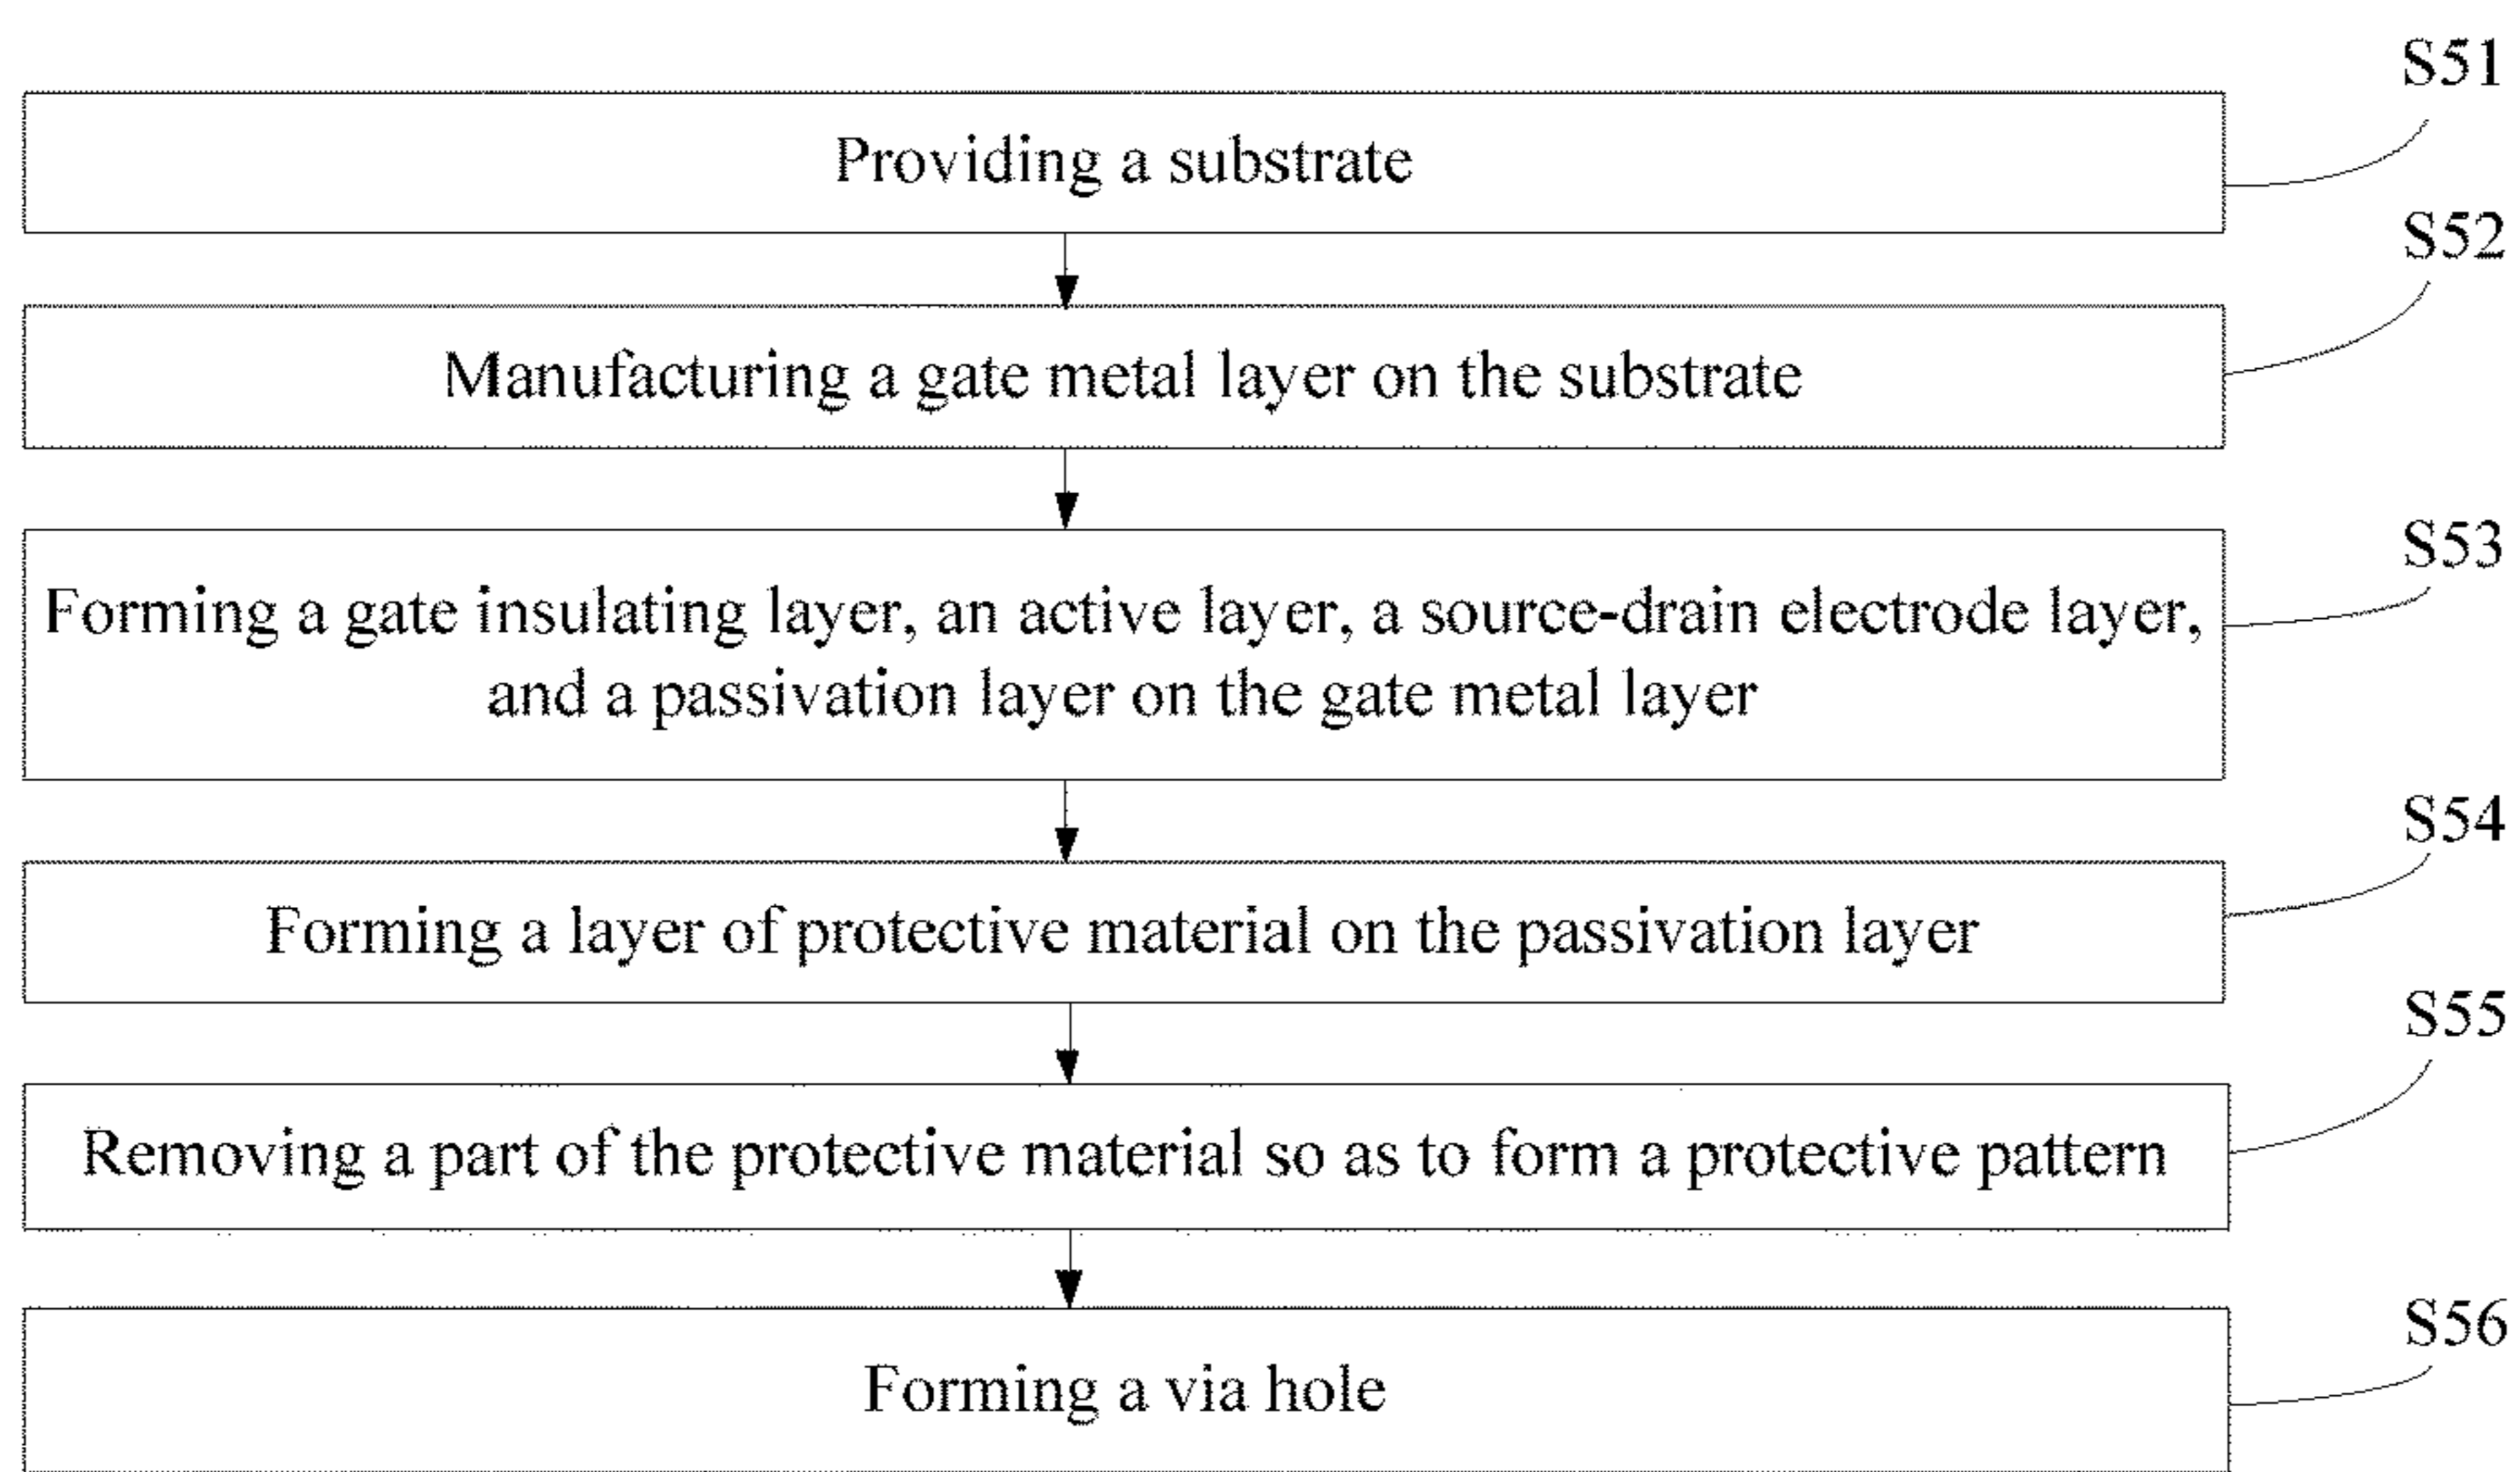 S51
Providing a substrate
S52
Manufacturing a gate metal layer on the substrate
S53
Forming a gate insulating layer, an active layer, a source-drain electrode layer,
and a passivation layer on the gate metal layer
S54
Forming a layer of protective material on the passivation layer
S55
Removing a part of the protective material so as to form a protective pattern
S56
Forming a via hole